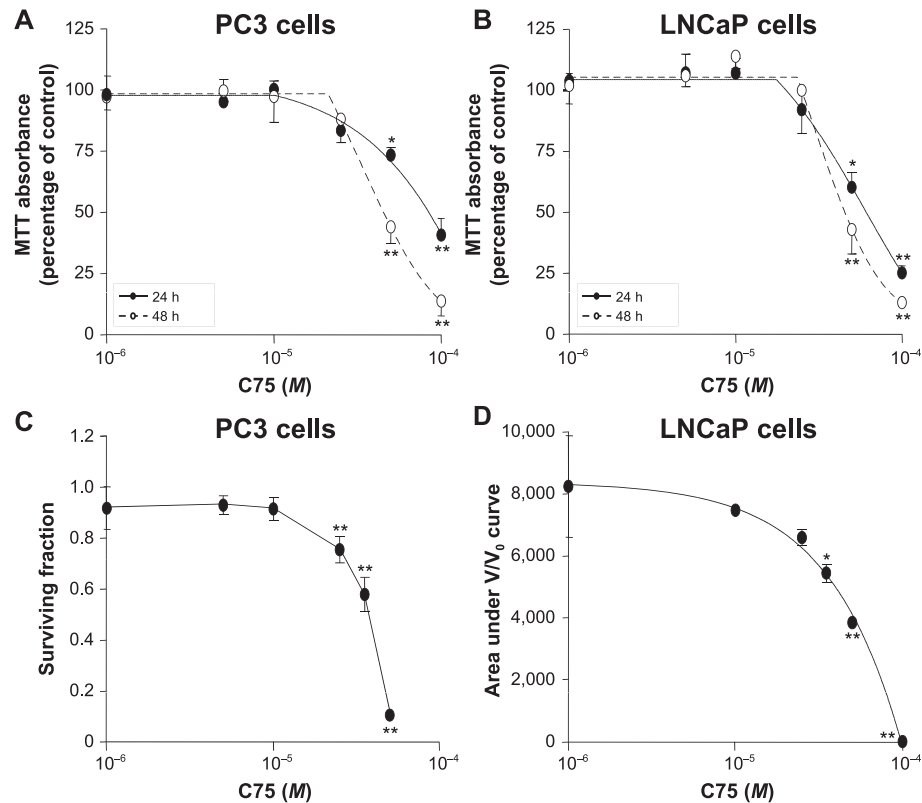 A
PC3 cells
MTT absorbance
(percentage of control)
125
100
75
50
25
0
*
**
**
**
24 h
48 h
10⁻⁶
10⁻⁵
10⁻⁴
C75 (M)
B
LNCaP cells
MTT absorbance
(percentage of control)
125
100
75
50
25
0
*
**
**
**
24 h
48 h
10⁻⁶
10⁻⁵
10⁻⁴
C75 (M)
C
PC3 cells
Surviving fraction
1.2
1.0
0.8
0.6
0.4
0.2
0
**
**
**
10⁻⁶
10⁻⁵
10⁻⁴
C75 (M)
D
LNCaP cells
Area under V/V₀ curve
10,000
8,000
6,000
4,000
2,000
0
*
**
**
10⁻⁶
10⁻⁵
10⁻⁴
C75 (M)